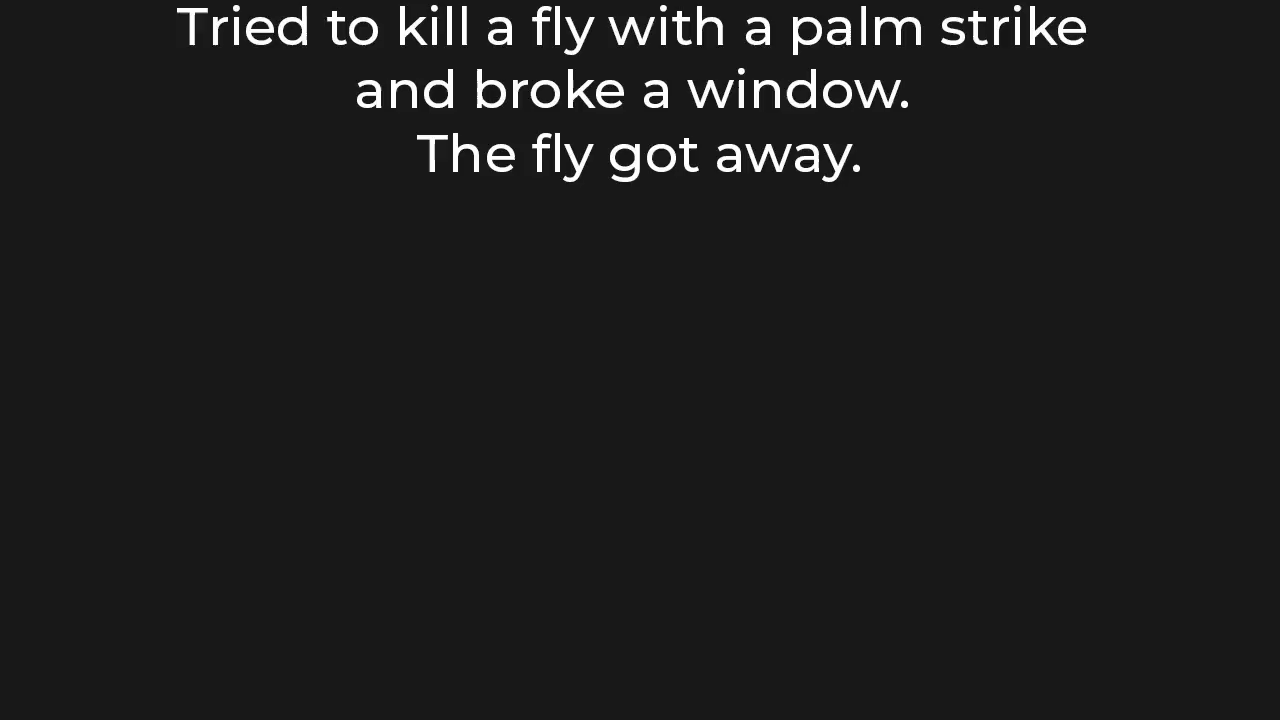 Tried to kill a fly with a palm strike
and broke a window.
The fly got away.